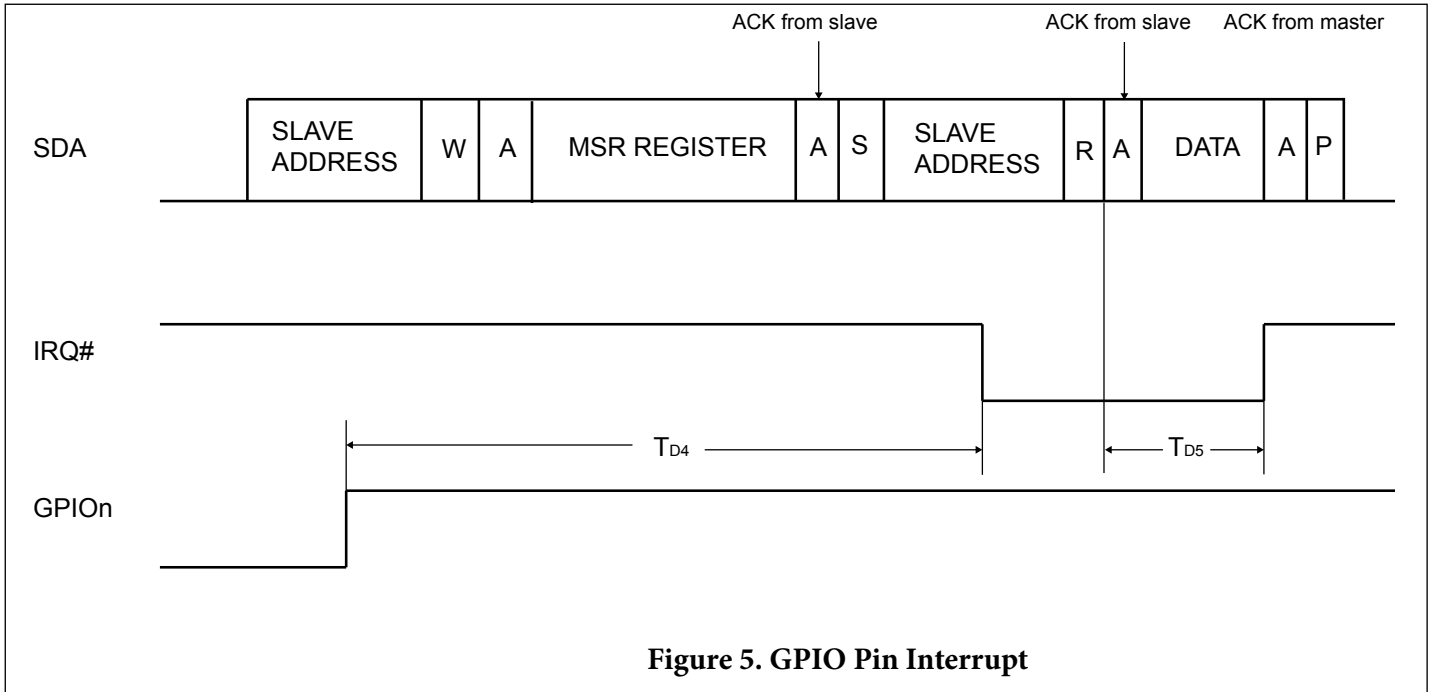 ACK from slave ACK from slave ACK from master
SDA
SLAVE ADDRESS
W
A
MSR REGISTER
A
S
SLAVE ADDRESS
R
A
DATA
A
P
IRQ#
TD4
TD5
GPIOn
Figure 5. GPIO Pin Interrupt